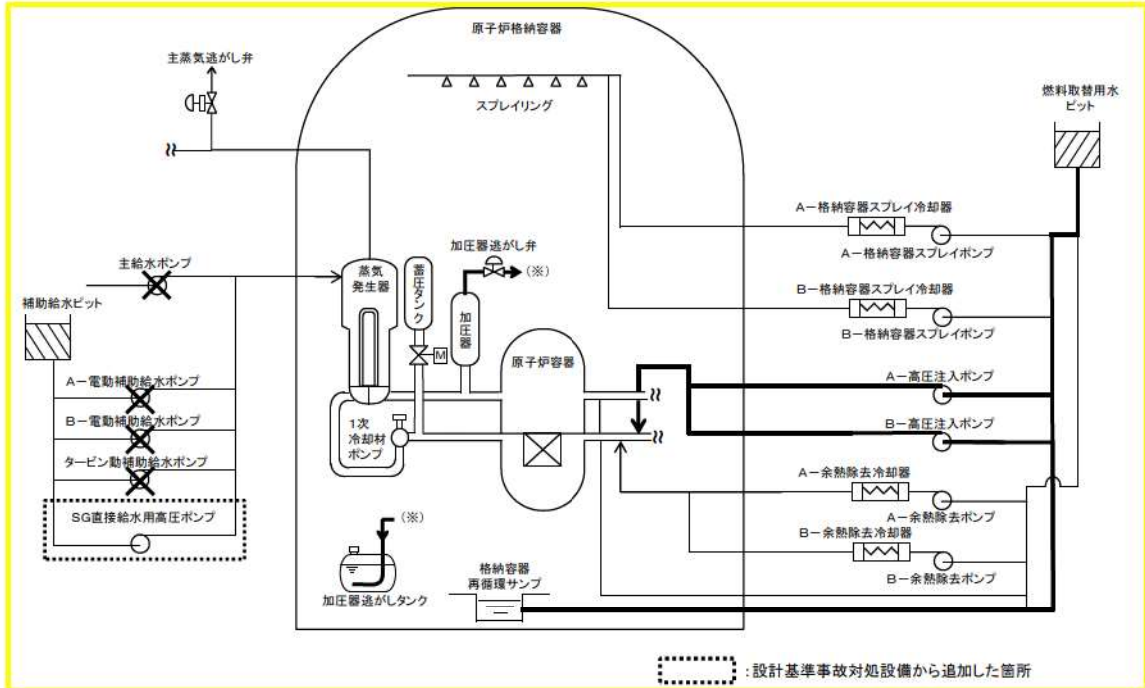 原子炉格納容器
主蒸気逃がし弁
スプレイリング
燃料取替用水
ピット
A-格納容器スプレイ冷却器
A-格納容器スプレイポンプ
主給水ポンプ
補助給水ピット
蒸気
発生器
蓄圧タンク
加圧器逃がし弁
(※)
加圧器
M
原子炉容器
B-格納容器スプレイ冷却器
B-格納容器スプレイポンプ
A-高圧注入ポンプ
B-高圧注入ポンプ
A-電動補助給水ポンプ
B-電動補助給水ポンプ
タービン動補助給水ポンプ
SG直接給水用高圧ポンプ
1次
冷却材
ポンプ
A-余熱除去冷却器
A-余熱除去ポンプ
B-余熱除去冷却器
B-余熱除去ポンプ
(※)
加圧器逃がしタンク
格納容器
再循環サンプ
:設計基準事故対処設備から追加した箇所